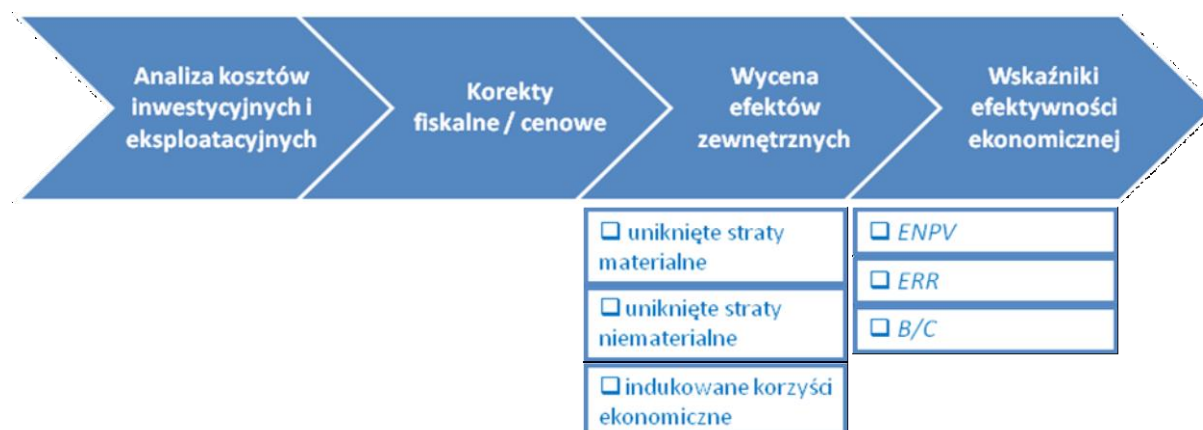 Analiza kosztów
inwestycyjnych i
eksploatacyjnych
Korekty
fiskalne / cenowe
Wycena
efektów
zewnętrznych
Wskaźniki
efektywności
ekonomicznej
❑ uniknięte straty
materialne
❑ uniknięte straty
niematerialne
❑ indukowane korzyści
ekonomiczne
❑ ENPV
❑ ERR
❑ B/C